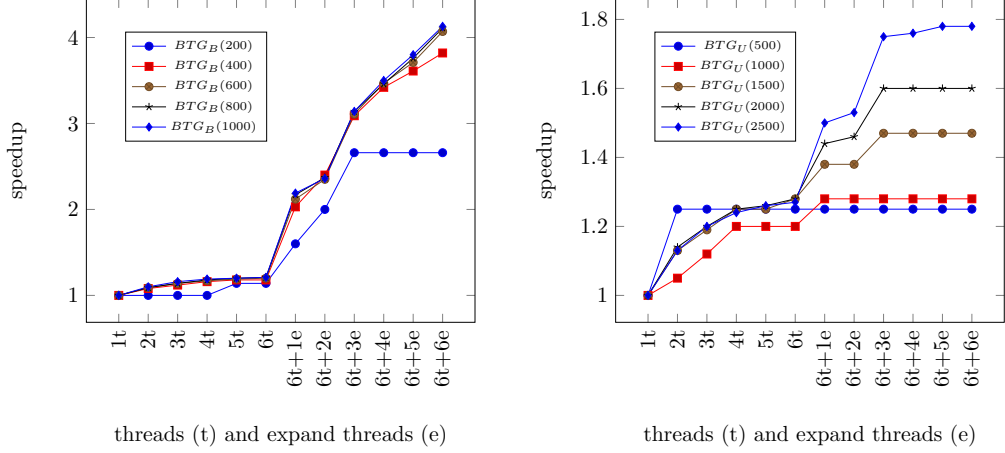 4
3
2
1
speedup
BTG_B(200)
BTG_B(400)
BTG_B(600)
BTG_B(800)
BTG_B(1000)
1t
2t
3t
4t
5t
6t
6t+1e
6t+2e
6t+3e
6t+4e
6t+5e
6t+6e
threads (t) and expand threads (e)
1.8
1.6
1.4
1.2
1
speedup
BTG_U(500)
BTG_U(1000)
BTG_U(1500)
BTG_U(2000)
BTG_U(2500)
1t
2t
3t
4t
5t
6t
6t+1e
6t+2e
6t+3e
6t+4e
6t+5e
6t+6e
threads (t) and expand threads (e)